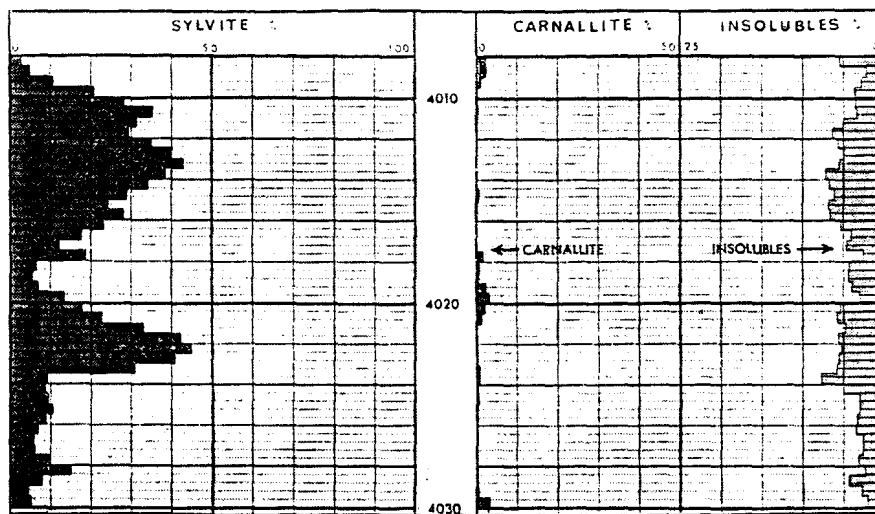 SYLVITE %
CARNALLITE %
INSOLUBLES %
0 50 100
0 50 25
4010
← CARNALLITE
INSOLUBLES →
4020
4030